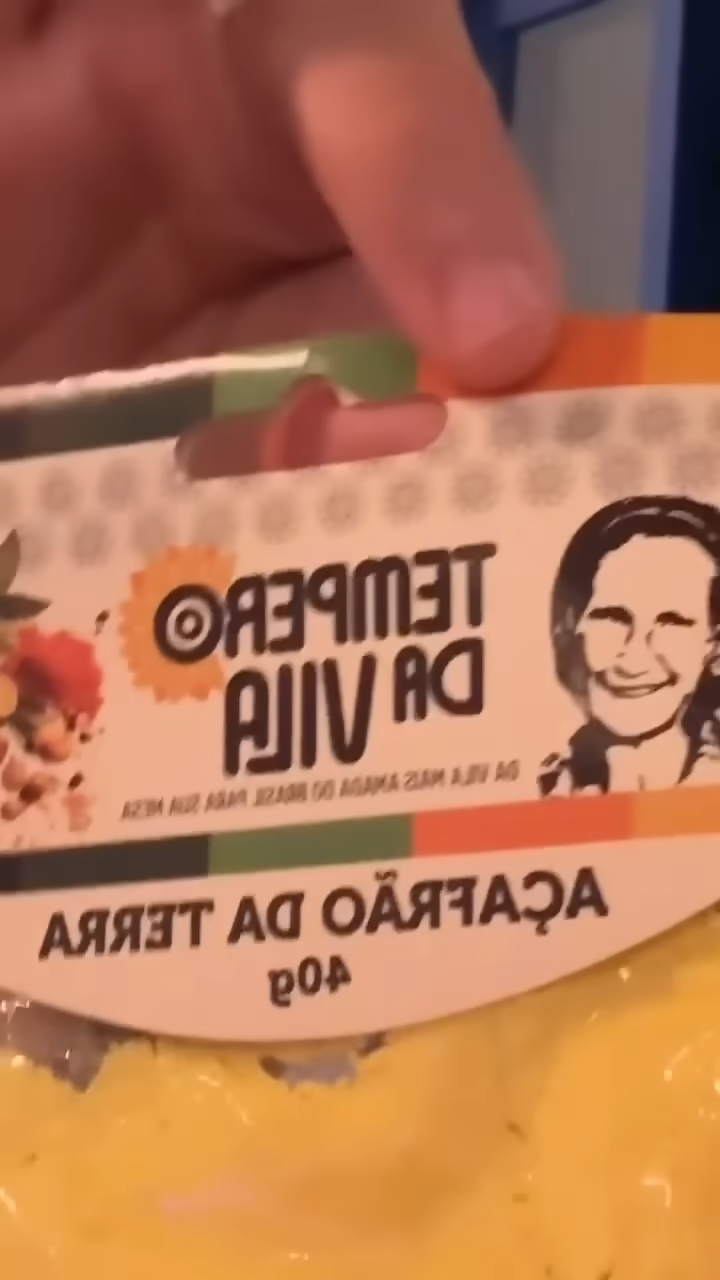 TEMPERO
DA VILA
DA VILA MAIS AMADA DO BRASIL PARA SUA MESA
AÇAFRÃO DA TERRA
40g